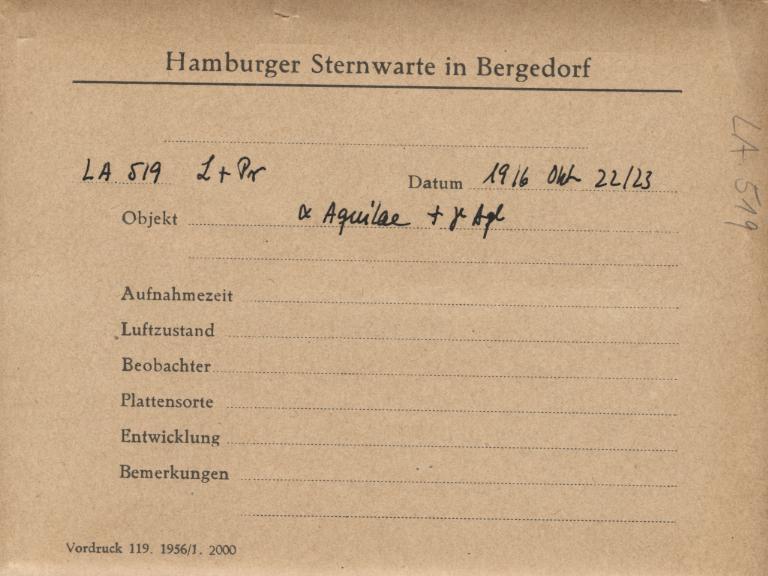 Hamburger Sternwarte in Bergedorf
LA 519 L + Pr
Datum 1916 Okt 22/23
Objekt α Aquilae + γ Aql
Aufnahmezeit
Luftzustand
Beobachter
Plattensorte
Entwicklung
Bemerkungen
Vordruck 119. 1956/1. 2000
LA 519